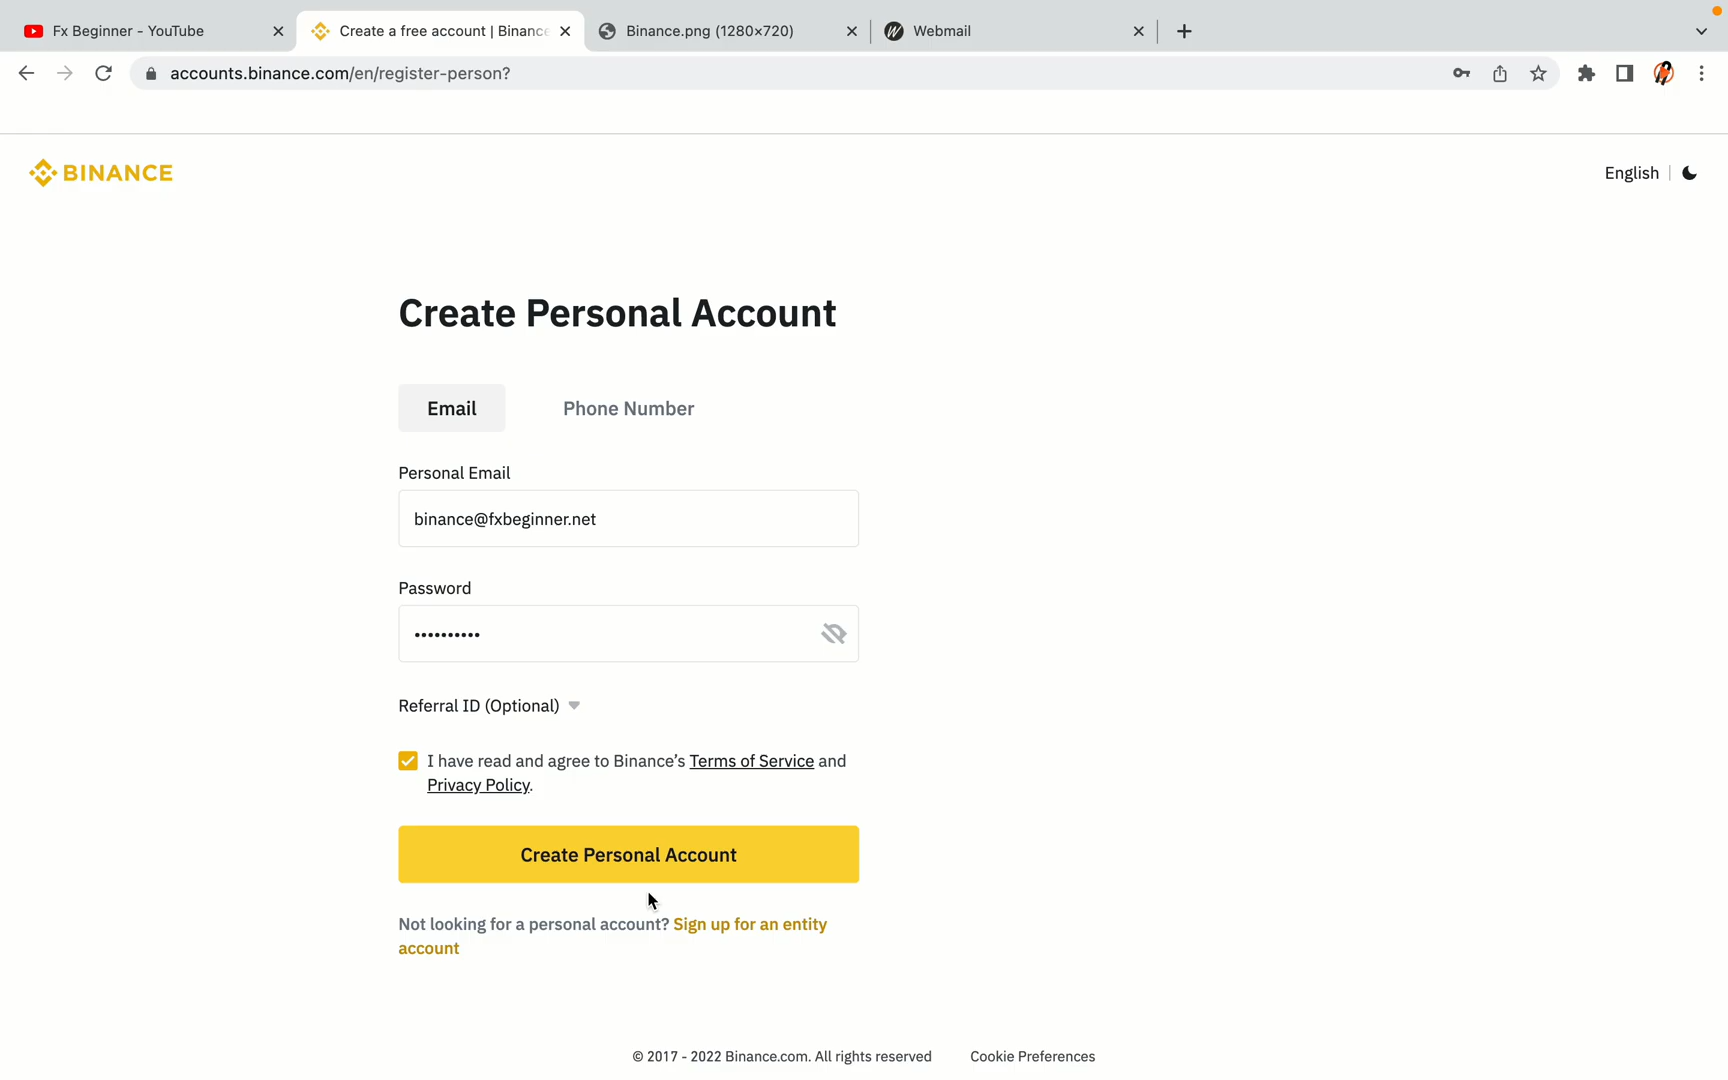 Fx Beginner - YouTube
Create a free account | Binance
Binance.png (1280×720)
Webmail
accounts.binance.com/en/register-person?
BINANCE
English
Create Personal Account
Email
Phone Number
Personal Email
binance@fxbeginner.net
Password
••••••••••
Referral ID (Optional)
I have read and agree to Binance’s Terms of Service and
Privacy Policy.
Create Personal Account
Not looking for a personal account? Sign up for an entity
account
© 2017 - 2022 Binance.com. All rights reserved
Cookie Preferences